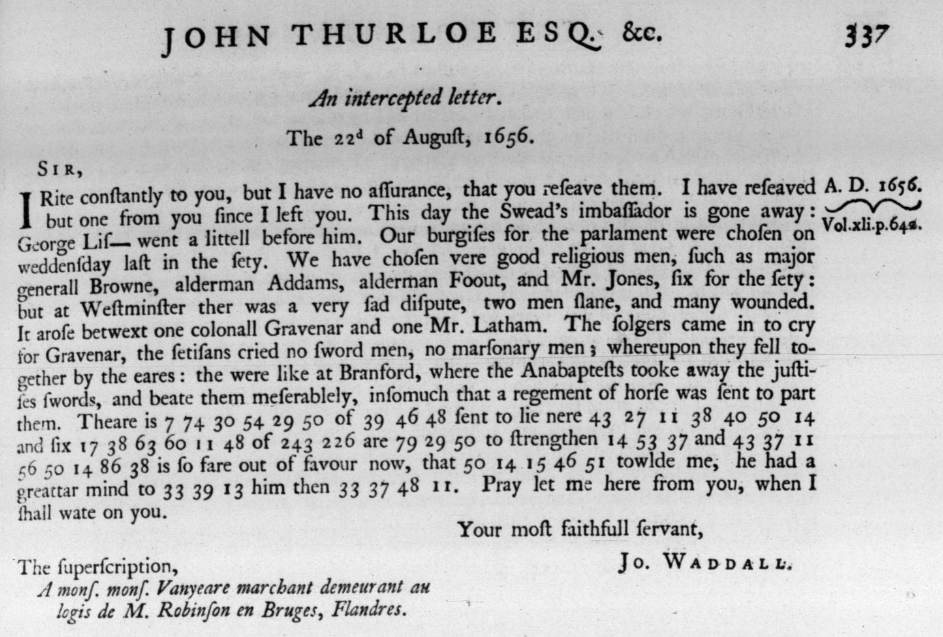 JOHN THURLOE ESQ. &c. 337
An intercepted letter.
The 22d of Auguſt, 1656.
SIR,
I Rite conſtantly to you, but I have no aſſurance, that you reſeave them. I have reſeaved
but one from you ſince I left you. This day the Swead's imbaſſador is gone away:
George Liſ— went a littell before him. Our burgiſes for the parlament were choſen on
weddenſday laſt in the ſety. We have choſen vere good religious men, ſuch as major
generall Browne, alderman Addams, alderman Foout, and Mr. Jones, ſix for the ſety:
but at Weſtminſter ther was a very ſad diſpute, two men ſlane, and many wounded.
It aroſe betwext one colonall Gravenar and one Mr. Latham. The ſolgers came in to cry
for Gravenar, the ſetiſans cried no ſword men, no marſonary men; whereupon they fell to-
gether by the eares: the were like at Branford, where the Anabapteſts tooke away the juſti-
ſes ſwords, and beate them meſerablely, inſomuch that a regement of horſe was ſent to part
them. Theare is 7 74 30 54 29 50 of 39 46 48 ſent to lie nere 43 27 11 38 40 50 14
and ſix 17 38 63 60 11 48 of 243 226 are 79 29 50 to ſtrengthen 14 53 37 and 43 37 11
56 50 14 86 38 is ſo fare out of favour now, that 50 14 15 46 51 towlde me, he had a
greattar mind to 33 39 13 him then 33 37 48 11. Pray let me here from you, when I
ſhall wate on you.
A. D. 1656.
Vol.xli.p.642.
Your moſt faithfull ſervant,
Jo. WADDALL.
The ſuperſcription,
A monſ. monſ. Vanyeare marchant demeurant au
logis de M. Robinſon en Bruges, Flandres.